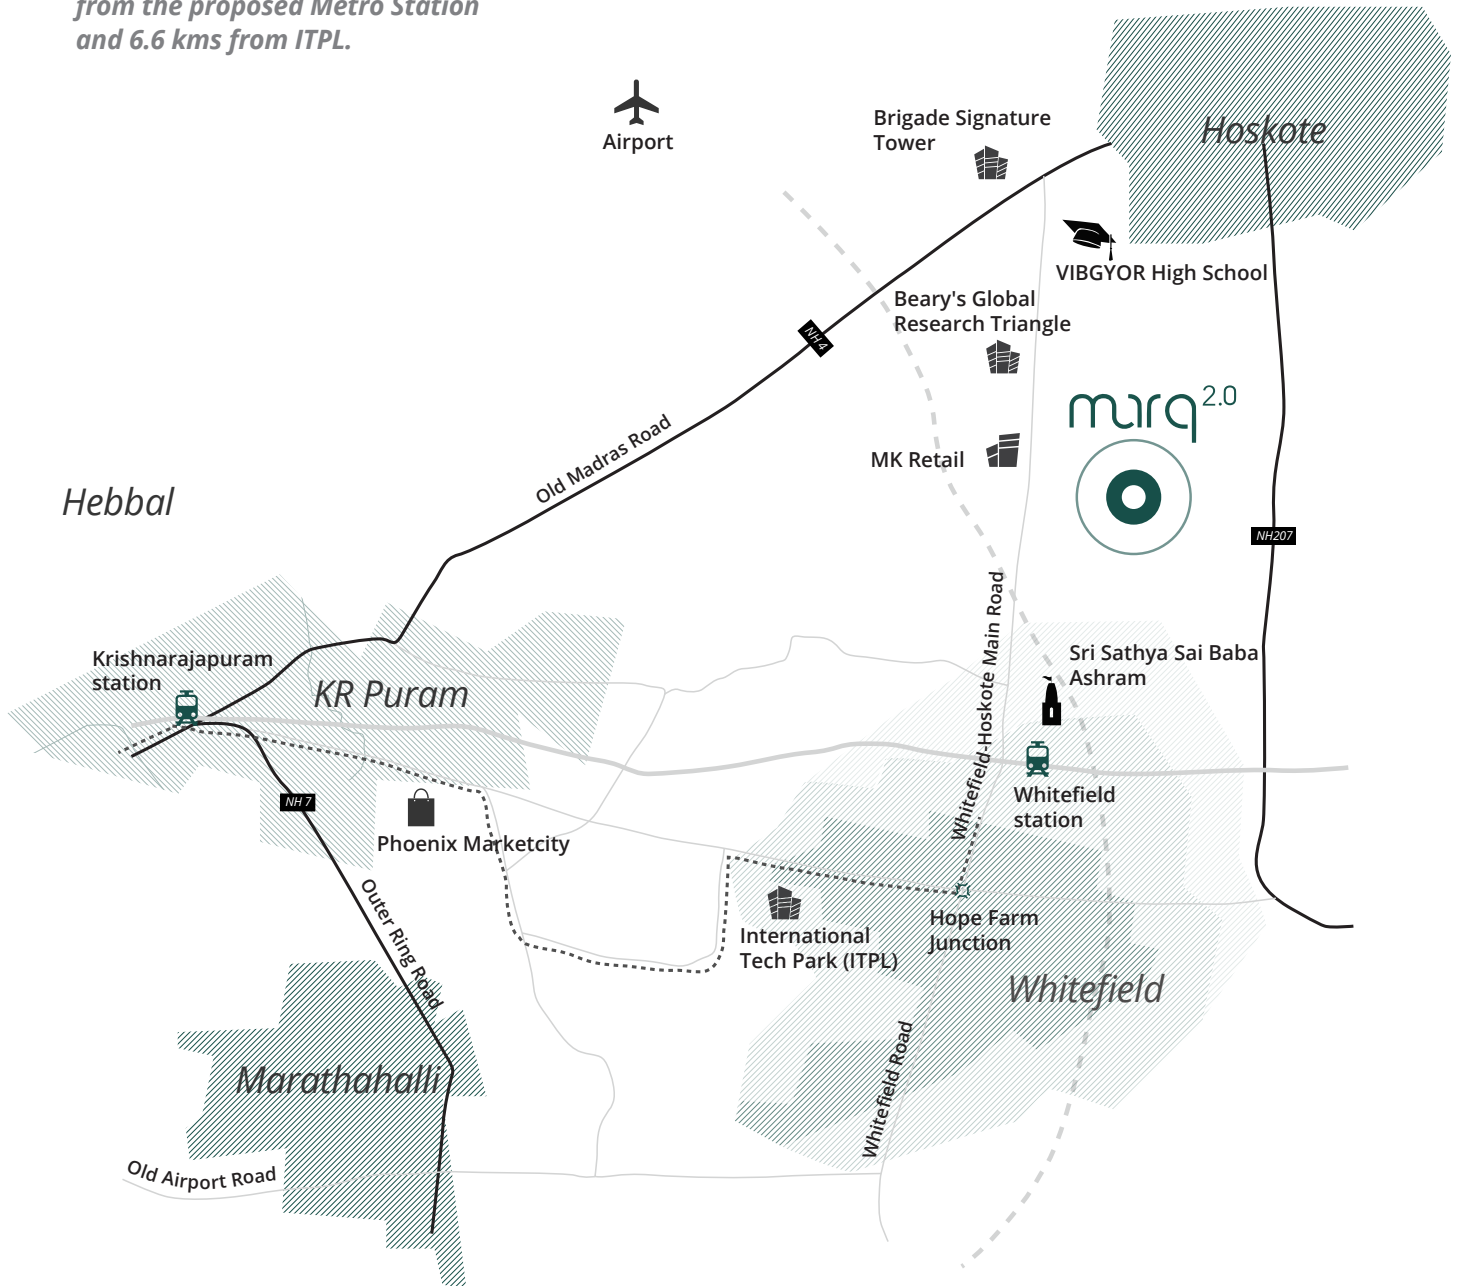 from the proposed Metro Station
and 6.6 kms from ITPL.
Airport
Brigade Signature
Tower
Hoskote
VIBGYOR High School
Beary's Global
Research Triangle
NH 4
marq 2.0
Old Madras Road
MK Retail
Hebbal
NH207
Whitefield-Hoskote Main Road
Krishnarajapuram
station
KR Puram
Sri Sathya Sai Baba
Ashram
NH 7
Whitefield
station
Phoenix Marketcity
Outer Ring Road
International
Tech Park (ITPL)
Hope Farm
Junction
Whitefield
Marathahalli
Whitefield Road
Old Airport Road